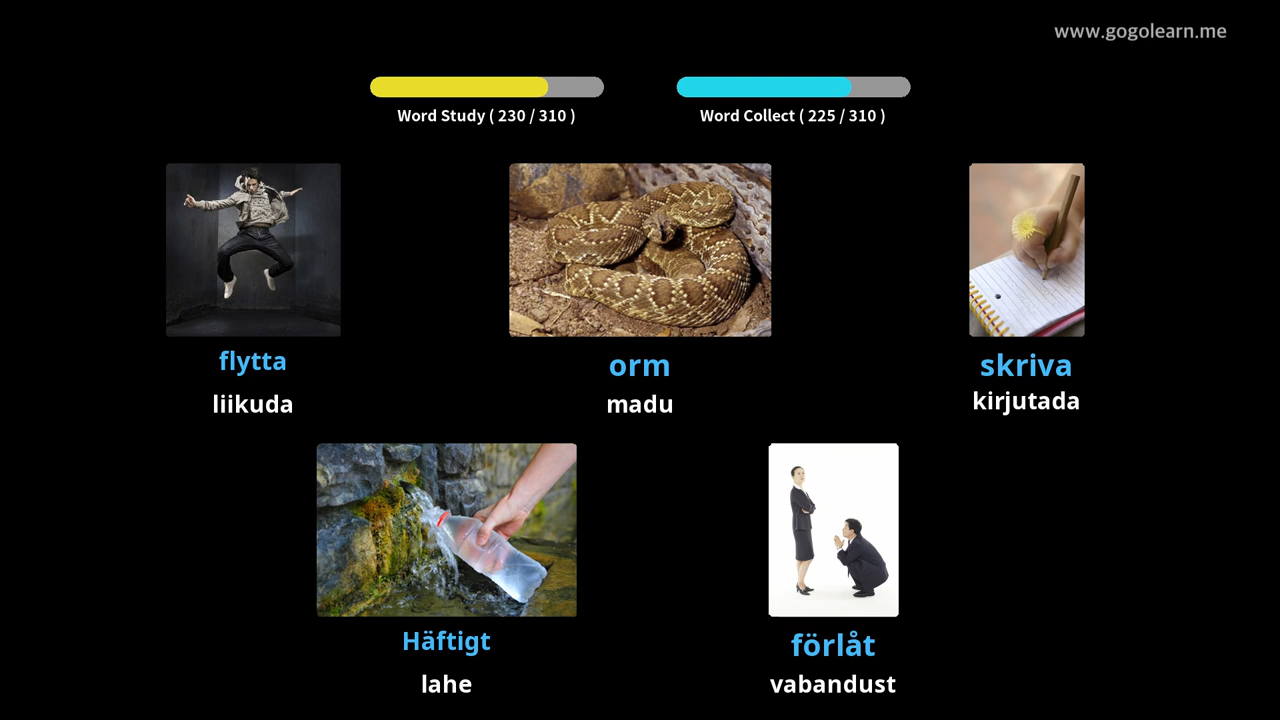 www.gogolearn.me
Word Study ( 230 / 310 )
Word Collect ( 225 / 310 )
flytta
liikuda
orm
madu
skriva
kirjutada
Häftigt
lahe
förlåt
vabandust